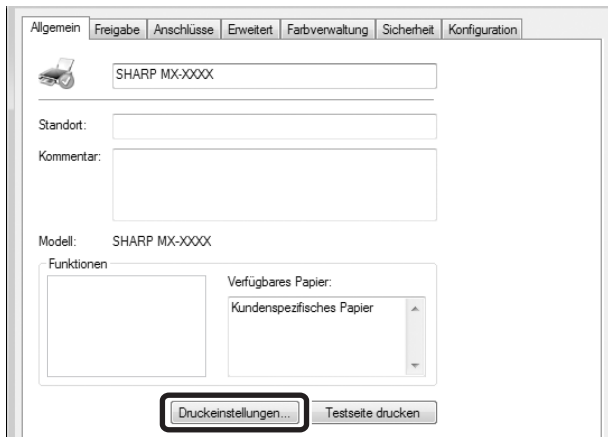 Allgemein Freigabe Anschlüsse Erweitert Farbverwaltung Sicherheit Konfiguration
SHARP MX-XXXX
Standort:
Kommentar:
Modell: SHARP MX-XXXX
Funktionen
Verfügbares Papier:
Kundenspezifisches Papier
Druckeinstellungen... Testseite drucken